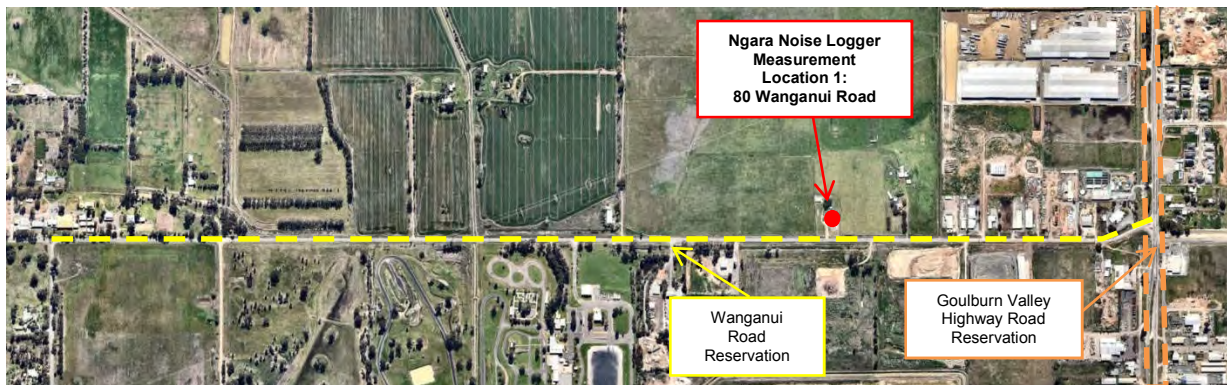 Ngara Noise Logger
Measurement
Location 1:
80 Wanganui Road
Wanganui
Road
Reservation
Goulburn Valley
Highway Road
Reservation